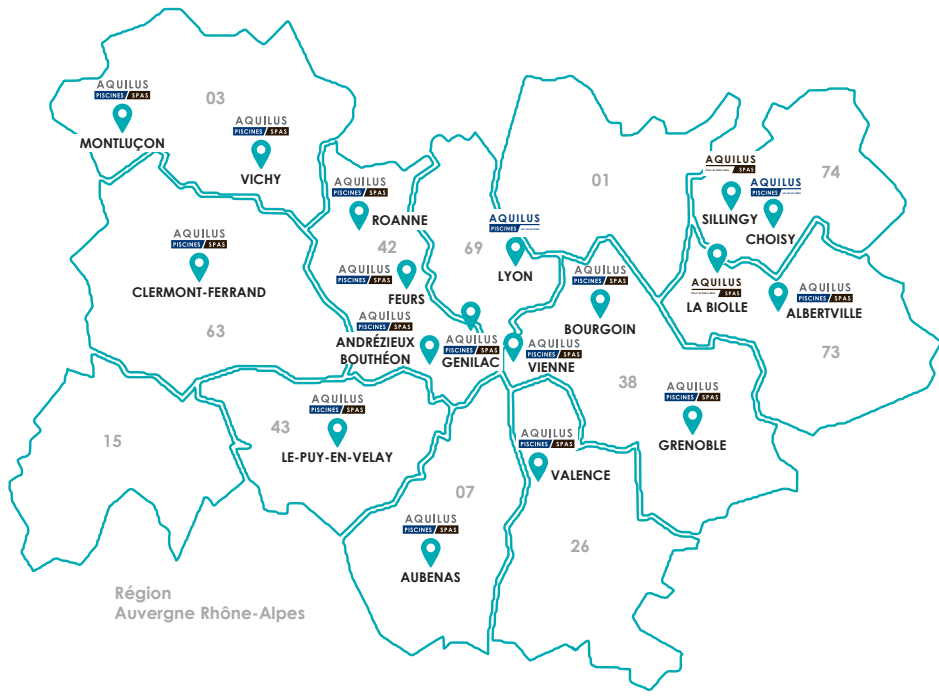 AQUILUS
PISCINES / SPAS
MONTLUÇON
03
AQUILUS
PISCINES / SPAS
VICHY
AQUILUS
PISCINES / SPAS
ROANNE
42
AQUILUS
PISCINES / SPAS
FEURS
69
AQUILUS
PISCINES
LYON
01
AQUILUS
SPAS
SILLINGY
AQUILUS
PISCINES
CHOISY
74
AQUILUS
PISCINES / SPAS
CLERMONT-FERRAND
63
AQUILUS
PISCINES / SPAS
ANDRÉZIEUX
BOUTHÉON
AQUILUS
PISCINES / SPAS
GENILAC
AQUILUS
PISCINES / SPAS
VIENNE
AQUILUS
PISCINES / SPAS
BOURGOIN
38
AQUILUS
SPAS
LA BIOLLE
AQUILUS
PISCINES / SPAS
ALBERTVILLE
73
AQUILUS
PISCINES / SPAS
GRENOBLE
15
43
AQUILUS
PISCINES / SPAS
LE-PUY-EN-VELAY
AQUILUS
PISCINES / SPAS
VALENCE
07
AQUILUS
PISCINES / SPAS
AUBENAS
26
Région
Auvergne Rhône-Alpes